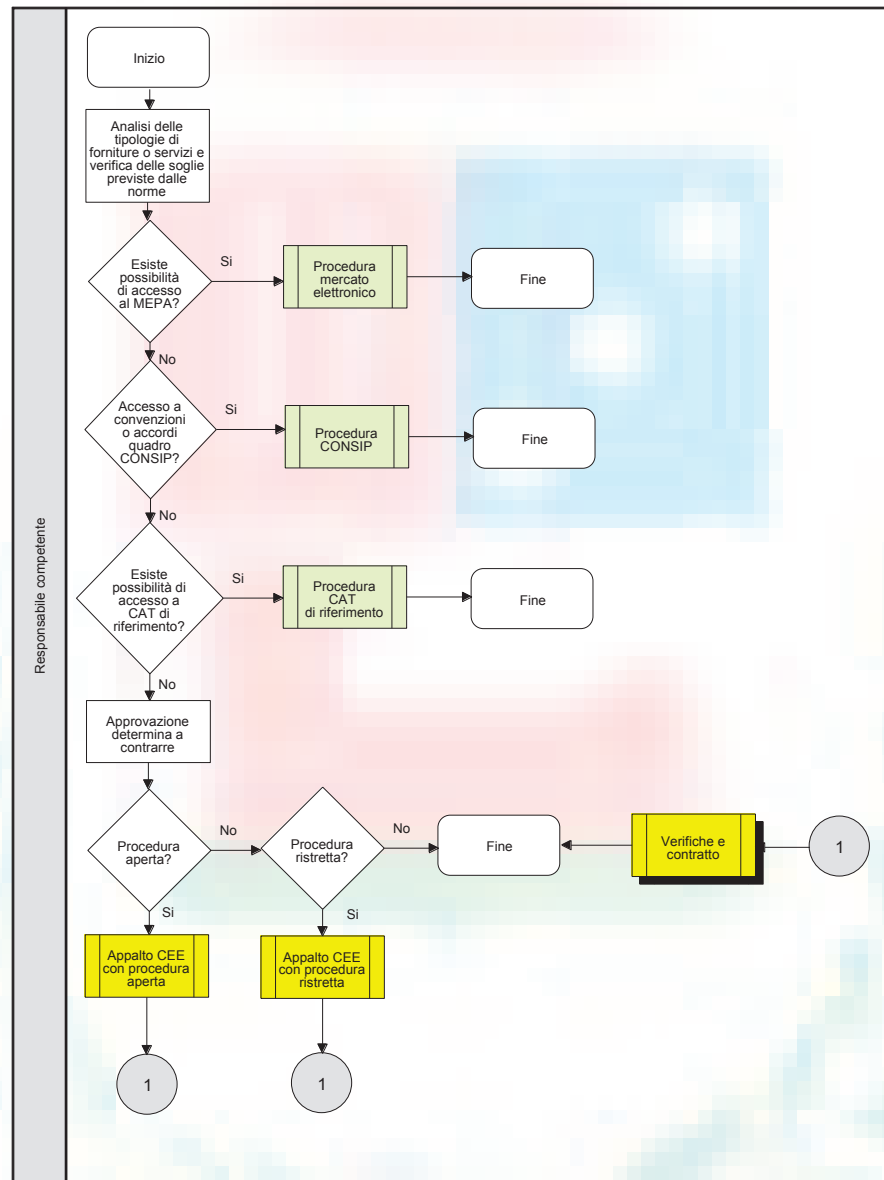 Responsabile competente
Inizio
Analisi delle
tipologie di
forniture o servizi e
verifica delle soglie
previste dalle
norme
Esiste
possibilità
di accesso
al MEPA?
Si
Procedura
mercato
elettronico
Fine
No
Accesso a
convenzioni
o accordi
quadro
CONSIP?
Si
Procedura
CONSIP
Fine
No
Esiste
possibilità di
accesso a
CAT di
riferimento?
Si
Procedura
CAT
di riferimento
Fine
No
Approvazione
determina a
contrarre
Procedura
aperta?
No
Procedura
ristretta?
No
Fine
Verifiche e
contratto
1
Si
Si
Appalto CEE
con procedura
aperta
Appalto CEE
con procedura
ristretta
1
1